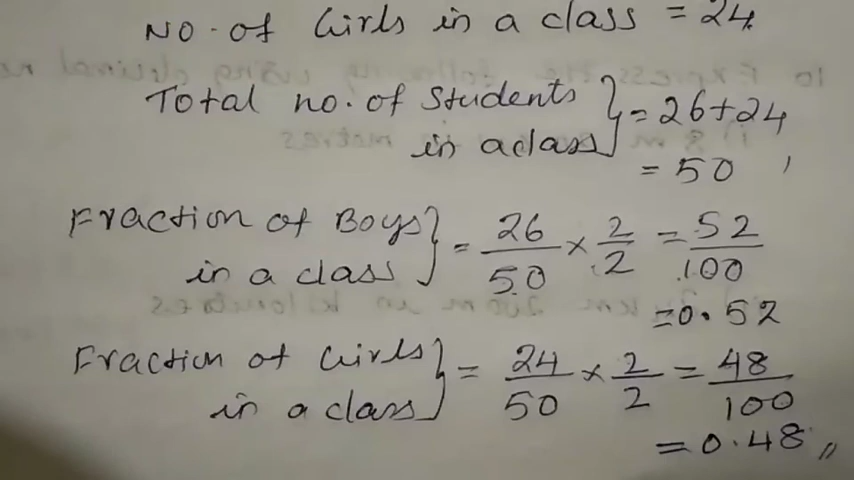 No. of Girls in a class = 24
Total no. of Students } = 26+24
in a class
= 50
Fraction of Boys } = 26/50 × 2/2 = 52/100
in a class
= 0.52
Fraction of Girls } = 24/50 × 2/2 = 48/100
in a class
= 0.48